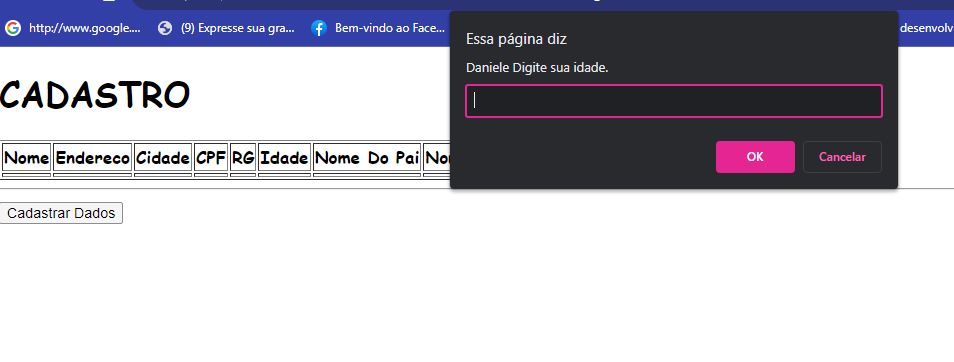 http://www.google.... (9) Expresse sua gra... Bem-vindo ao Face... desenvolv
Essa página diz
Daniele Digite sua idade.
OK Cancelar
CADASTRO
Nome Endereco Cidade CPF RG Idade Nome Do Pai No
Cadastrar Dados